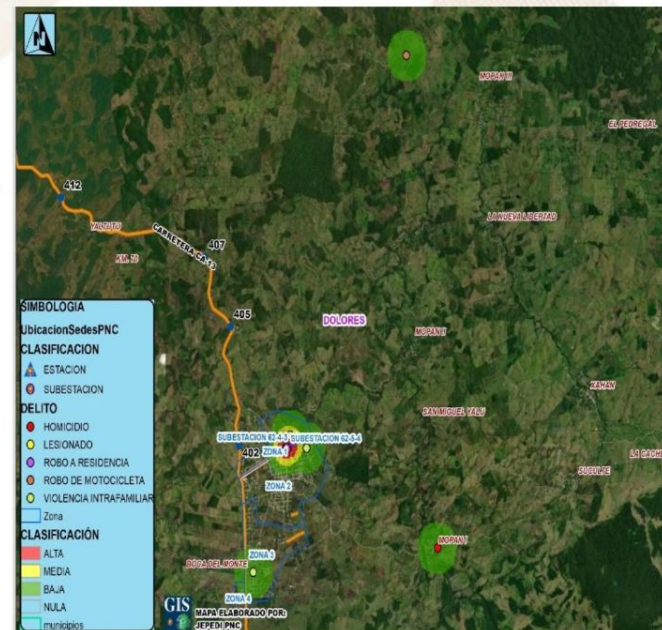 N
MOPAN III
EL PEDREGAL
412
LA NUEVA LIBERTAD
YALTUTU
CARRETERA CA-13
407
KM. 70
SIMBOLOGIA
UbicacionSedesPNC
CLASIFICACION
ESTACION
SUBESTACION
DELITO
HOMICIDIO
LESIONADO
ROBO A RESIDENCIA
ROBO DE MOTOCICLETA
VIOLENCIA INTRAFAMILIAR
Zona
CLASIFICACIÓN
ALTA
MEDIA
BAJA
NULA
municipios
405
DOLORES
MOPAN II
XAHAN
SAN MIGUEL YALU
SUBESTACION 62-4-3
SUBESTACION 62-5-4
402
ZONA 1
SUCULTE
ZONA 2
MOPAN I
ZONA 3
BOCA DEL MONTE
ZONA 4
GIS
MAPA ELABORADO POR:
JEPEDI PNC